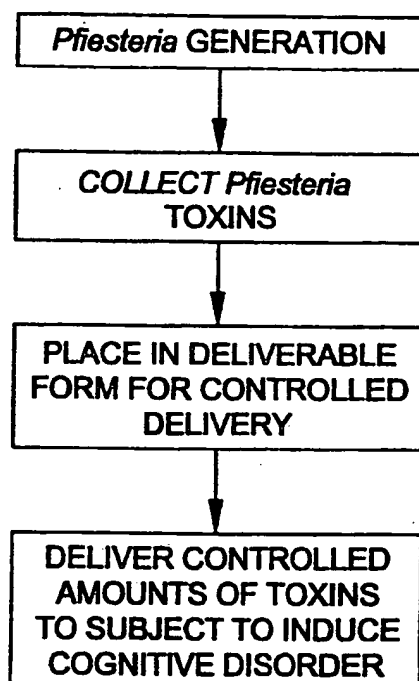 Pfiesteria GENERATION
COLLECT Pfiesteria
TOXINS
PLACE IN DELIVERABLE
FORM FOR CONTROLLED
DELIVERY
DELIVER CONTROLLED
AMOUNTS OF TOXINS
TO SUBJECT TO INDUCE
COGNITIVE DISORDER